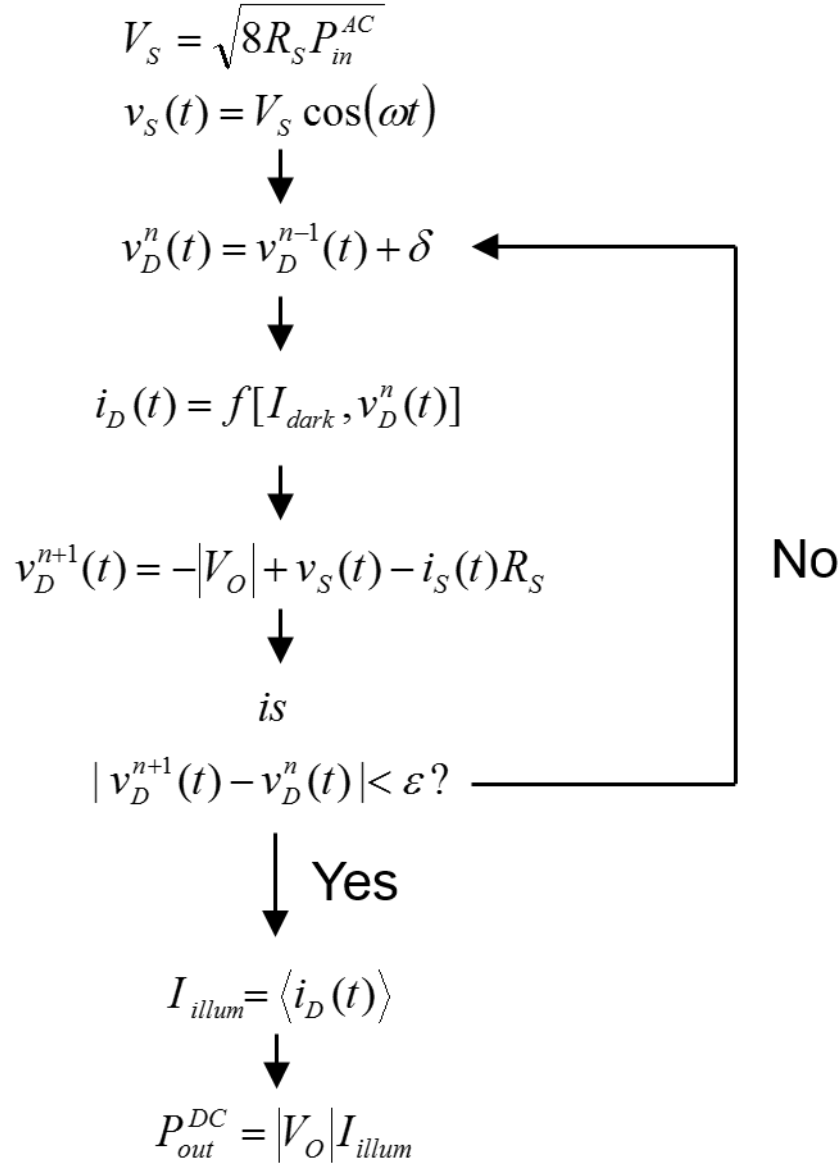 V_S = √(8R_S P_in^AC)
v_S(t) = V_S cos(ωt)
v_D^n(t) = v_D^{n-1}(t) + δ
i_D(t) = f[I_dark, v_D^n(t)]
v_D^{n+1}(t) = -|V_O| + v_S(t) - i_S(t)R_S
No
is
| v_D^{n+1}(t) - v_D^n(t) | < ε ?
Yes
I_illum = ⟨i_D(t)⟩
P_out^DC = |V_O| I_illum